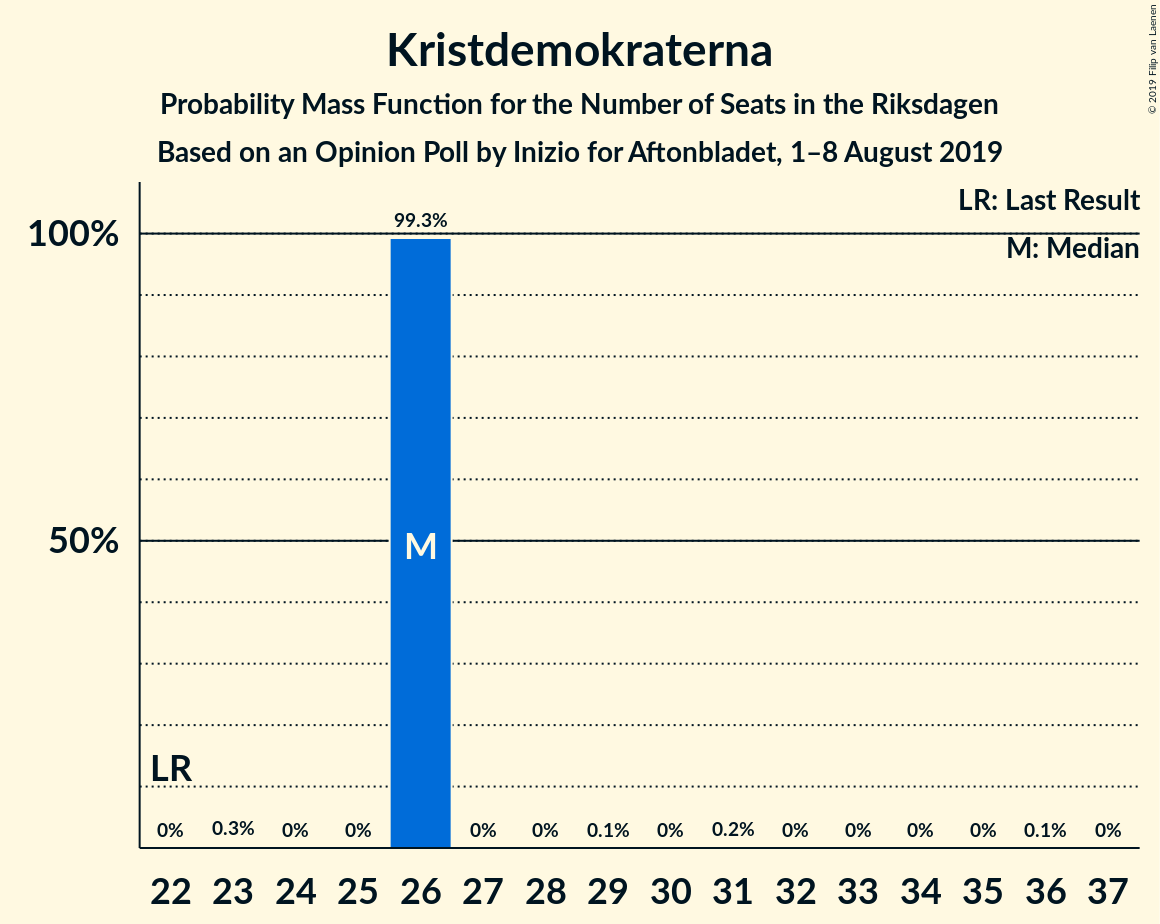 Kristdemokraterna
Probability Mass Function for the Number of Seats in the Riksdagen
Based on an Opinion Poll by Inizio for Aftonbladet, 1–8 August 2019
© 2019 Filip van Laenen
LR: Last Result
M: Median
100%
50%
99.3%
M
LR
0% 0.3% 0% 0% 0% 0% 0.1% 0% 0.2% 0% 0% 0% 0% 0.1% 0%
22 23 24 25 26 27 28 29 30 31 32 33 34 35 36 37